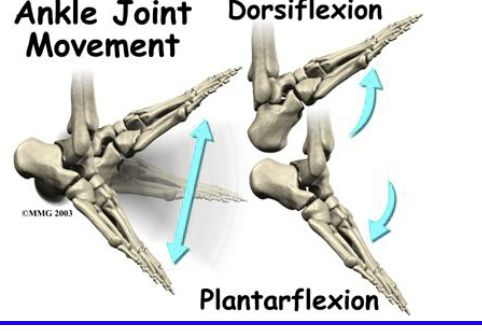 Ankle Joint
Movement
Dorsiflexion
©MMG 2003
Plantarflexion